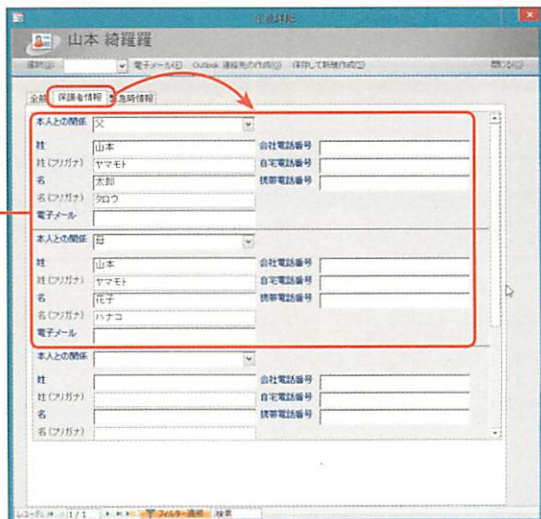 生徒詳細
山本 綺羅羅
選択(G) 電子メール(E) Outlook 連絡先の作成(O) 保存して新規作成(S) 閉じる(C)
全般 保護者情報 緊急時情報
本人との関係 父
姓 山本 会社電話番号
姓(フリガナ) ヤマモト 自宅電話番号
名 太郎 携帯電話番号
名(フリガナ) タロウ
電子メール
本人との関係 母
姓 山本 会社電話番号
姓(フリガナ) ヤマモト 自宅電話番号
名 花子 携帯電話番号
名(フリガナ) ハナコ
電子メール
本人との関係
姓 会社電話番号
姓(フリガナ) 自宅電話番号
名 携帯電話番号
名(フリガナ)
レコード: 1/1 フィルター適用 検索